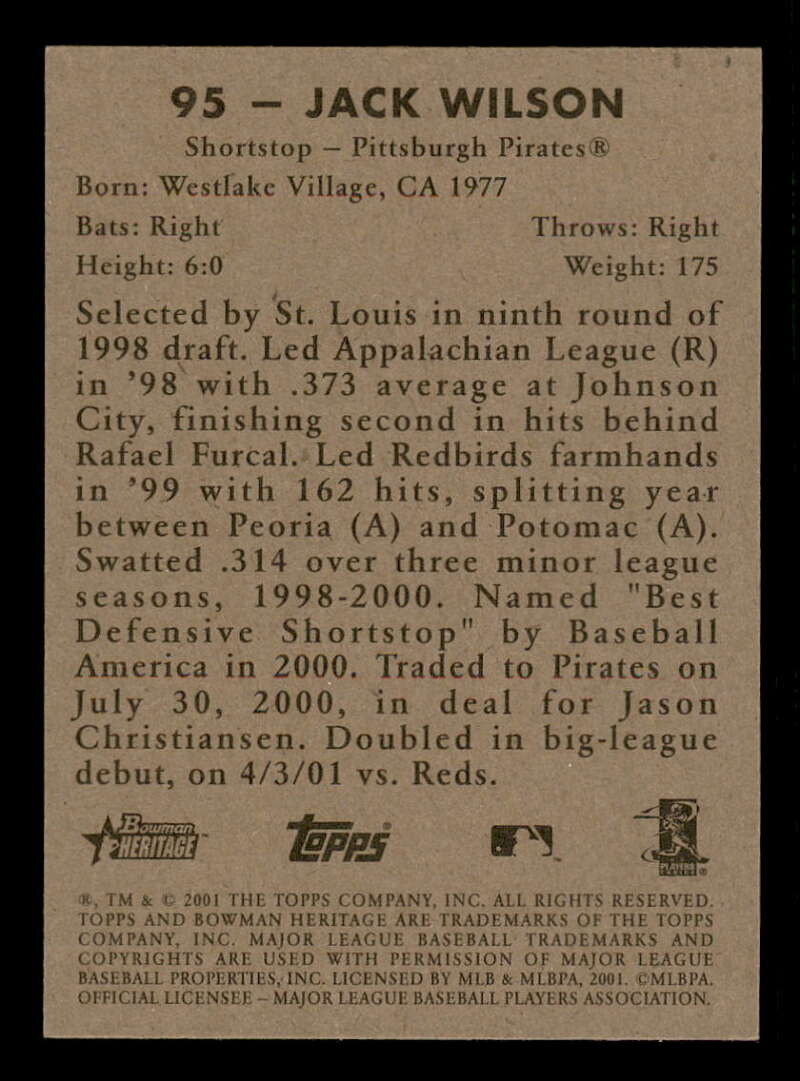 95 – JACK WILSON
Shortstop – Pittsburgh Pirates®
Born: Westlake Village, CA 1977
Bats: Right Throws: Right
Height: 6:0 Weight: 175
Selected by St. Louis in ninth round of
1998 draft. Led Appalachian League (R)
in ’98 with .373 average at Johnson
City, finishing second in hits behind
Rafael Furcal. Led Redbirds farmhands
in ’99 with 162 hits, splitting year
between Peoria (A) and Potomac (A).
Swatted .314 over three minor league
seasons, 1998-2000. Named "Best
Defensive Shortstop" by Baseball
America in 2000. Traded to Pirates on
July 30, 2000, in deal for Jason
Christiansen. Doubled in big-league
debut, on 4/3/01 vs. Reds.
Bowman HERITAGE™ Topps® PLAYERS CHOICE®
®, TM & © 2001 THE TOPPS COMPANY, INC. ALL RIGHTS RESERVED.
TOPPS AND BOWMAN HERITAGE ARE TRADEMARKS OF THE TOPPS
COMPANY, INC. MAJOR LEAGUE BASEBALL TRADEMARKS AND
COPYRIGHTS ARE USED WITH PERMISSION OF MAJOR LEAGUE
BASEBALL PROPERTIES, INC. LICENSED BY MLB & MLBPA, 2001. ©MLBPA.
OFFICIAL LICENSEE – MAJOR LEAGUE BASEBALL PLAYERS ASSOCIATION.